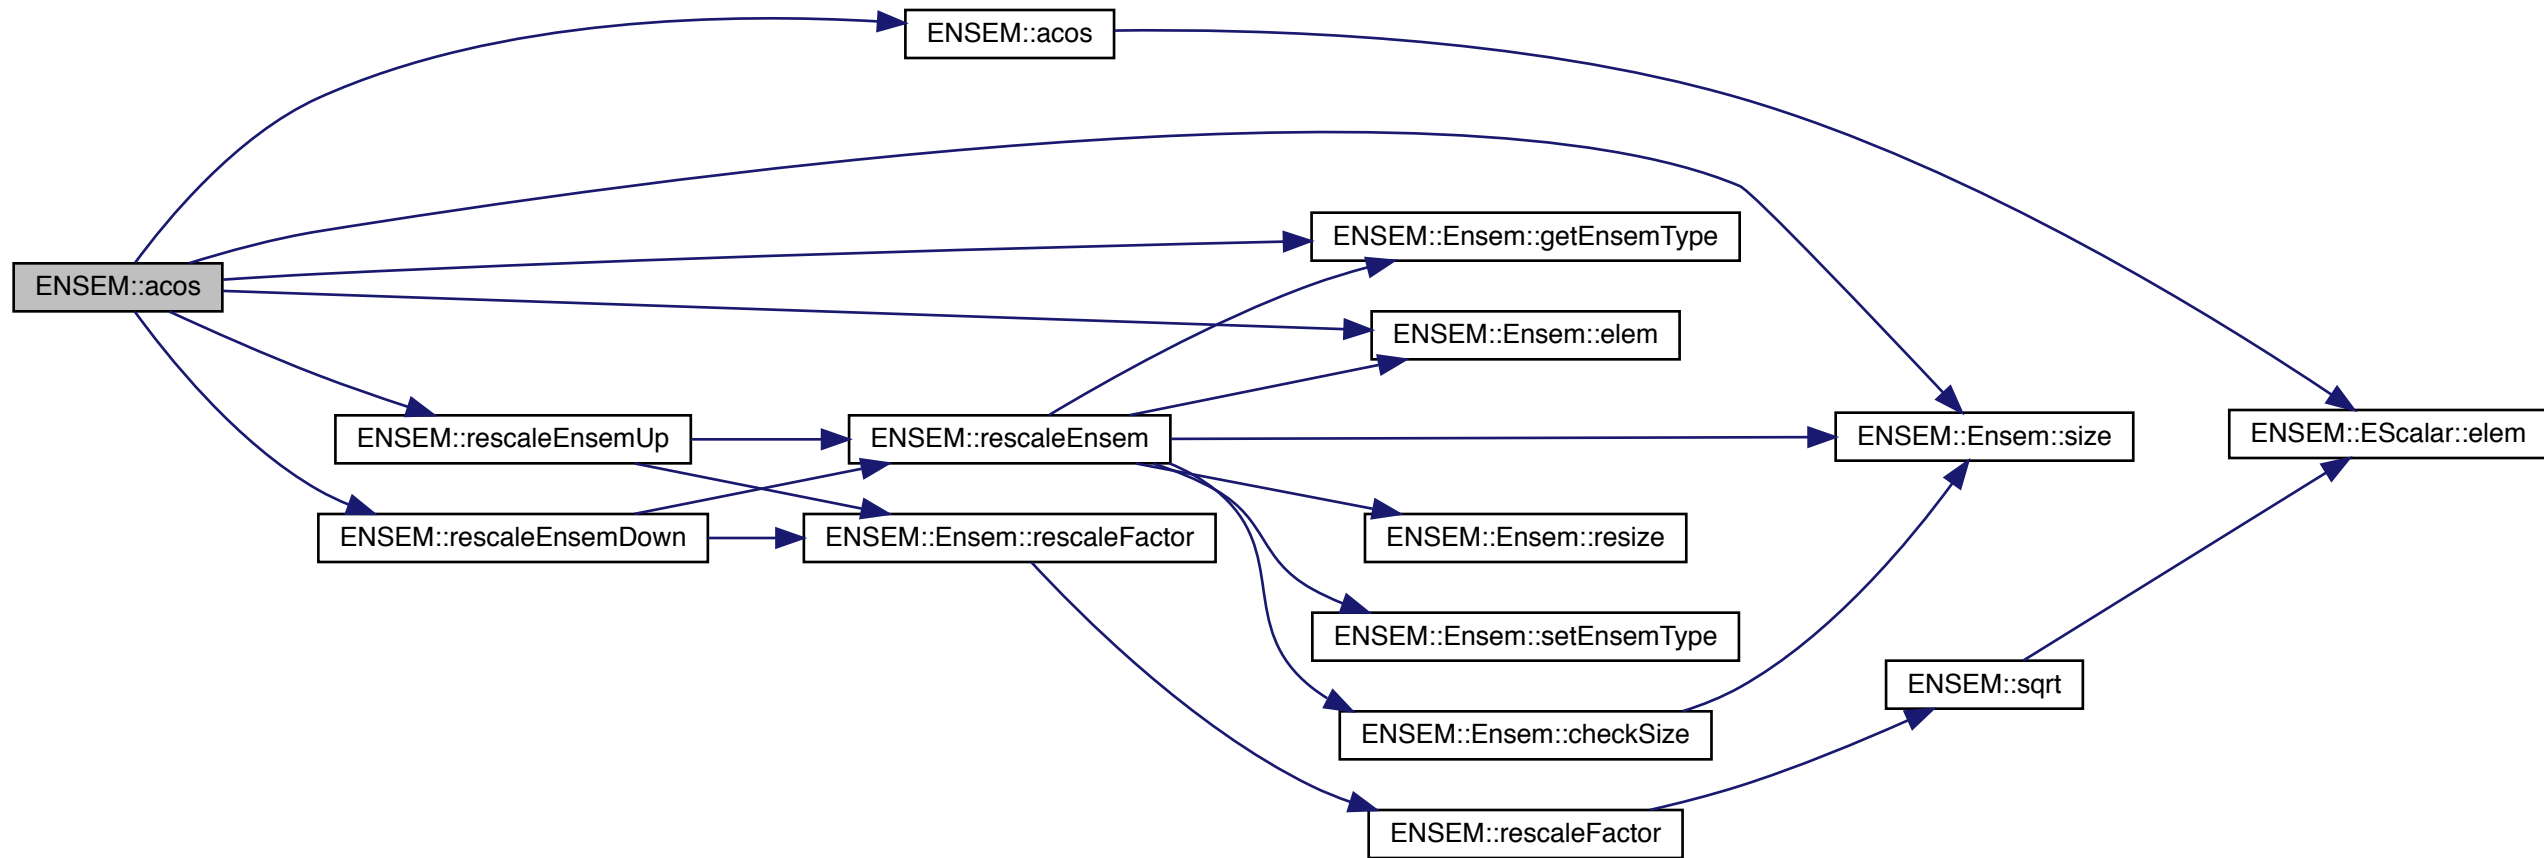 ENSEM::acos
ENSEM::acos
ENSEM::Ensem::getEnsemType
ENSEM::Ensem::elem
ENSEM::rescaleEnsemUp
ENSEM::rescaleEnsem
ENSEM::Ensem::size
ENSEM::EScalar::elem
ENSEM::rescaleEnsemDown
ENSEM::Ensem::rescaleFactor
ENSEM::Ensem::resize
ENSEM::Ensem::setEnsemType
ENSEM::sqrt
ENSEM::Ensem::checkSize
ENSEM::rescaleFactor